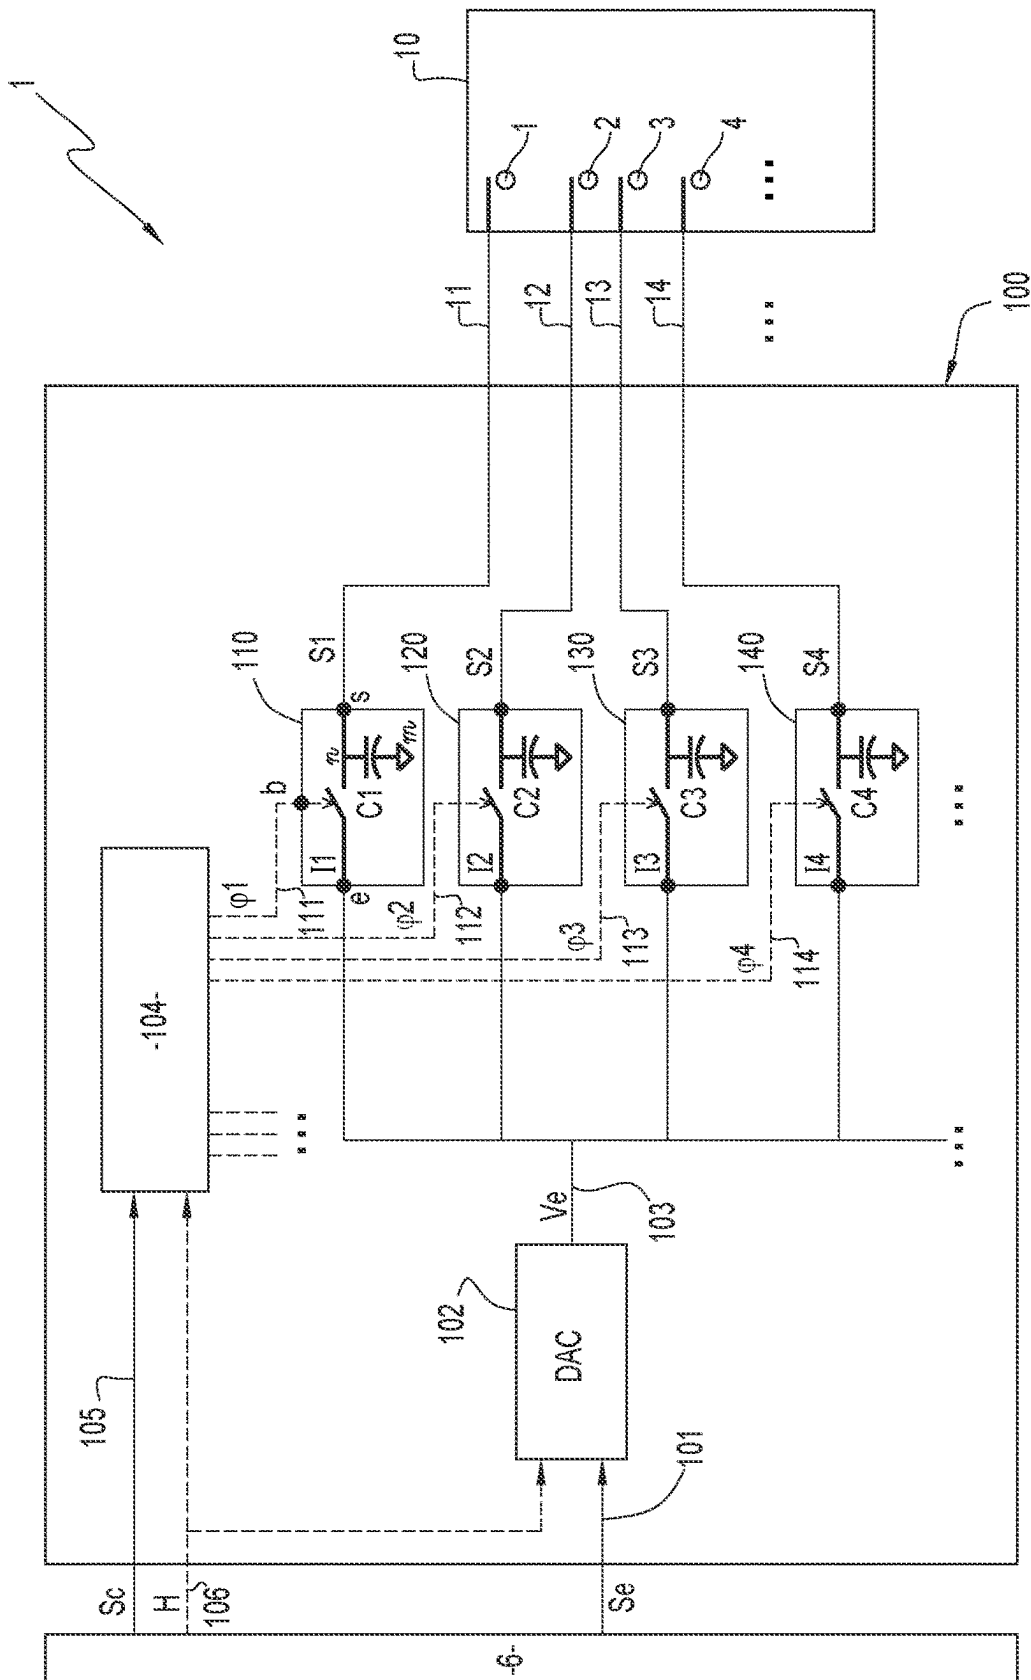 1
10
1
2
3
4
...
11
12
13
14
...
100
110
S1
120
S2
130
S3
140
S4
b
n
s
m
I1
C1
e
I2
C2
I3
C3
I4
C4
...
φ1
111
φ2
112
φ3
113
φ4
114
-104-
...
...
105
Ve
103
102
DAC
101
Sc
H
106
Se
-6-